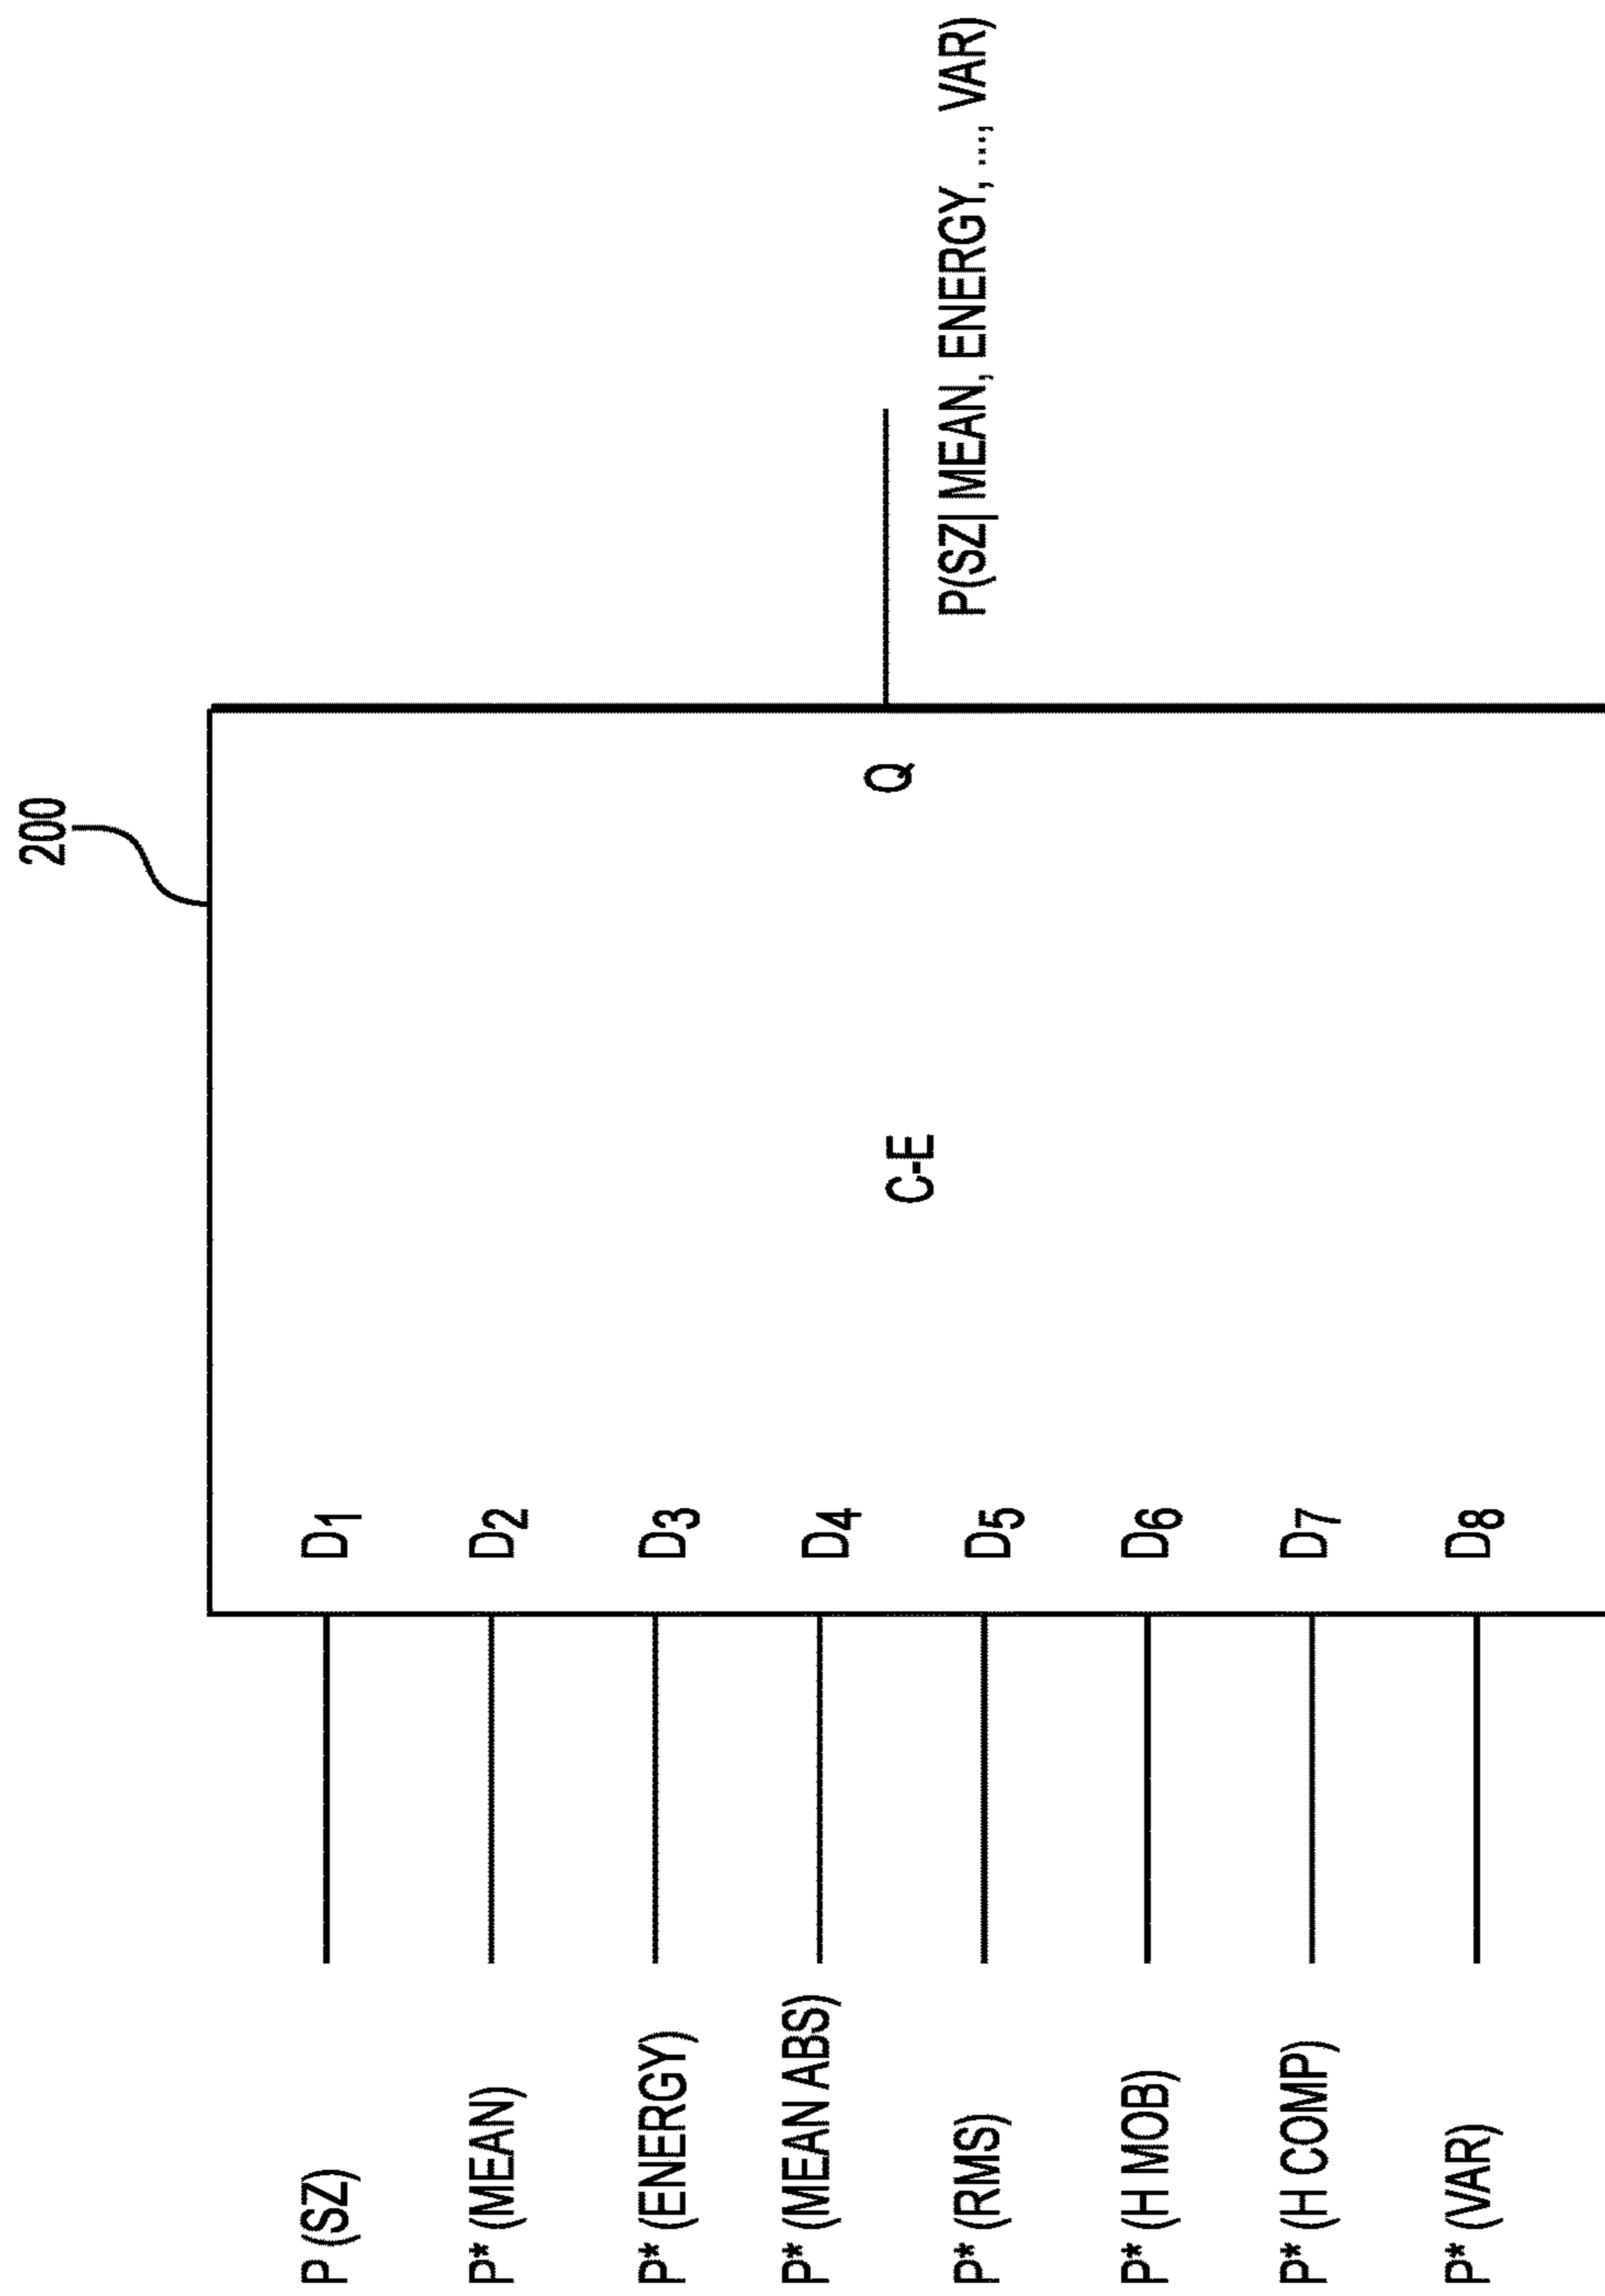 200
P (SZ)
D1
P* (MEAN)
D2
P* (ENERGY)
D3
P* (MEAN ABS)
D4
P* (RMS)
D5
P* (H MOB)
D6
P* (H COMP)
D7
P* (VAR)
D8
C-E
Q
P(SZ| MEAN, ENERGY, ..., VAR)